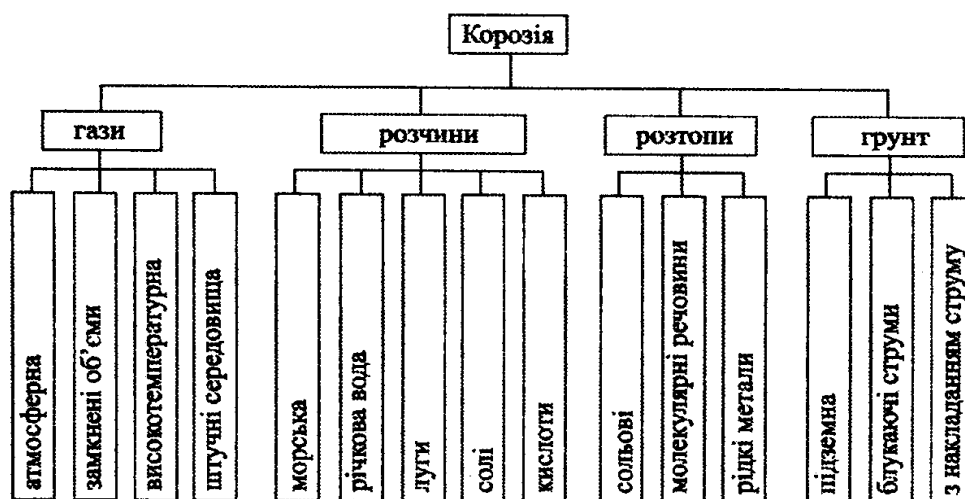 Корозія
гази
розчини
розтопи
грунт
атмосферна
замкнені об’єми
високотемпературна
штучні середовища
морська
річкова вода
луги
солі
кислоти
сольові
молекулярні речовини
рідкі метали
підземна
блукаючі струми
з накладанням струму